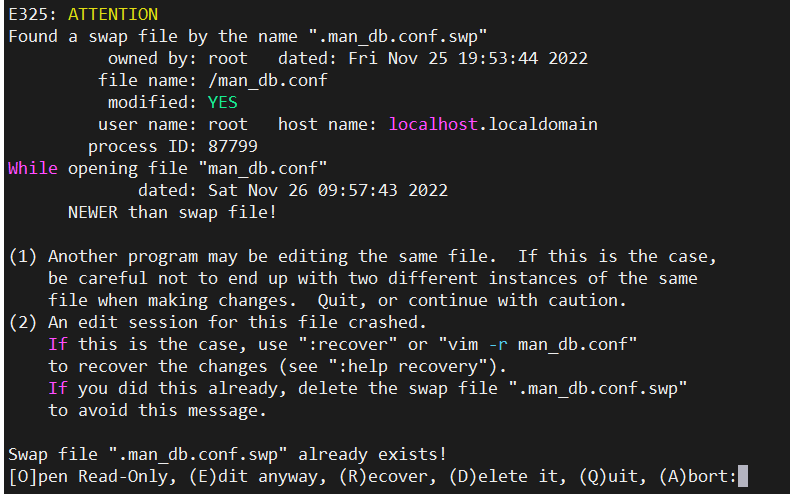 E325: ATTENTION
Found a swap file by the name ".man_db.conf.swp"
owned by: root   dated: Fri Nov 25 19:53:44 2022
file name: /man_db.conf
modified: YES
user name: root   host name: localhost.localdomain
process ID: 87799
While opening file "man_db.conf"
dated: Sat Nov 26 09:57:43 2022
NEWER than swap file!
(1) Another program may be editing the same file.  If this is the case,
be careful not to end up with two different instances of the same
file when making changes.  Quit, or continue with caution.
(2) An edit session for this file crashed.
If this is the case, use ":recover" or "vim -r man_db.conf"
to recover the changes (see ":help recovery").
If you did this already, delete the swap file ".man_db.conf.swp"
to avoid this message.
Swap file ".man_db.conf.swp" already exists!
[O]pen Read-Only, (E)dit anyway, (R)ecover, (D)elete it, (Q)uit, (A)bort: